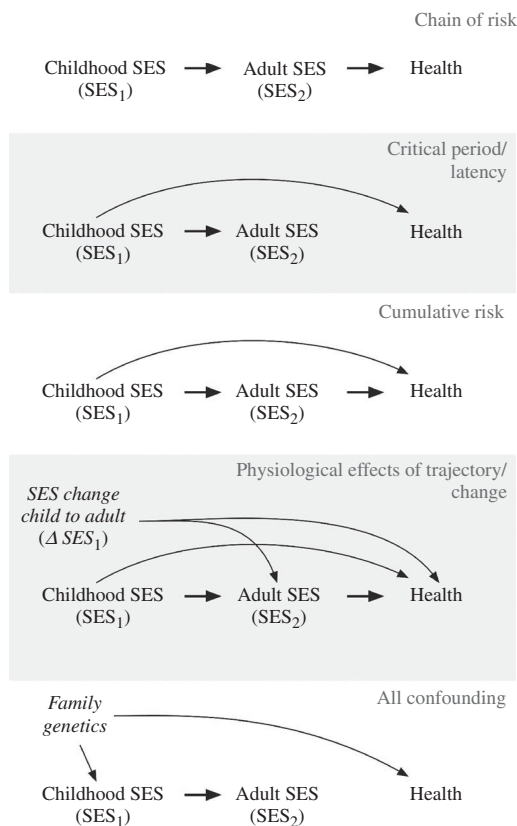 Chain of risk
Childhood SES Adult SES Health
(SES₁) (SES₂)
Critical period/
latency
Childhood SES Adult SES Health
(SES₁) (SES₂)
Cumulative risk
Childhood SES Adult SES Health
(SES₁) (SES₂)
Physiological effects of trajectory/
change
SES change
child to adult
(Δ SES₁)
Childhood SES Adult SES Health
(SES₁) (SES₂)
All confounding
Family
genetics
Childhood SES Adult SES Health
(SES₁) (SES₂)